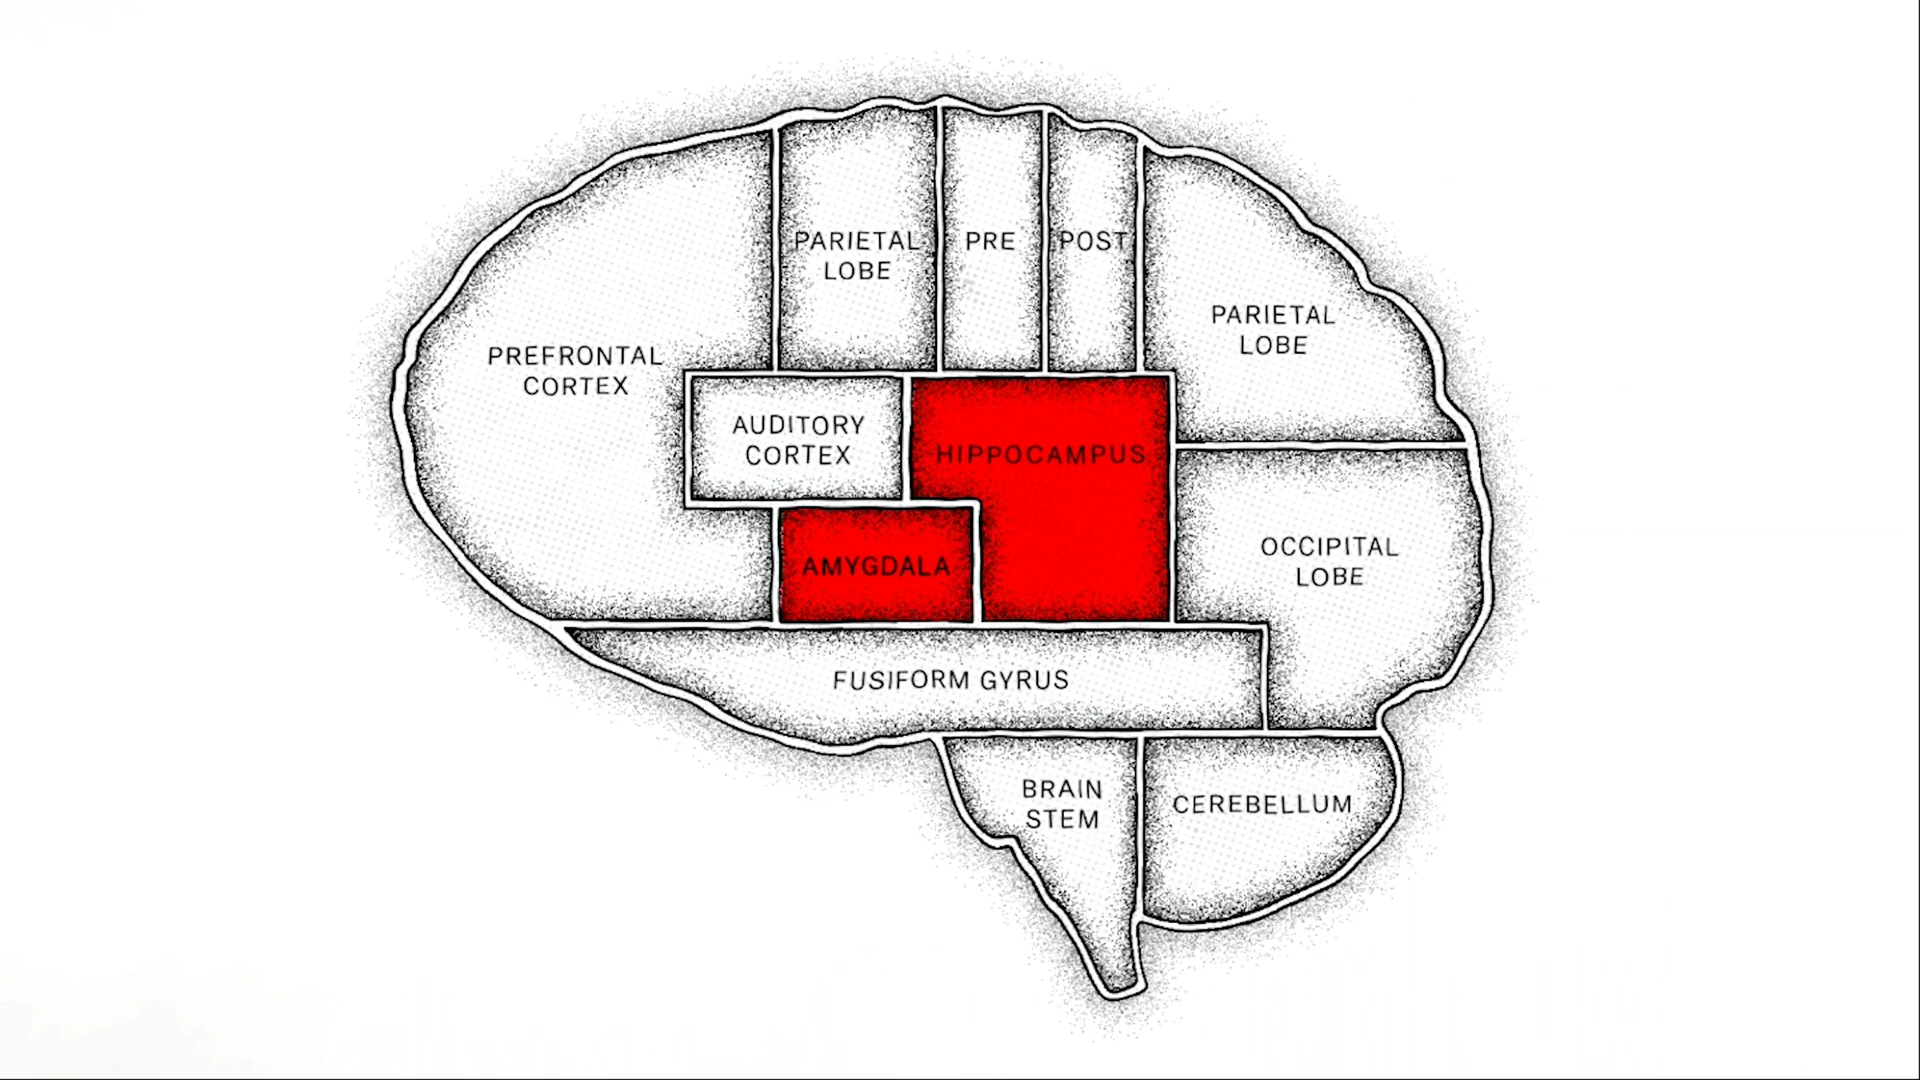 PARIETAL
LOBE
PRE
POST
PARIETAL
LOBE
PREFRONTAL
CORTEX
AUDITORY
CORTEX
HIPPOCAMPUS
AMYGDALA
OCCIPITAL
LOBE
FUSIFORM GYRUS
BRAIN
STEM
CEREBELLUM